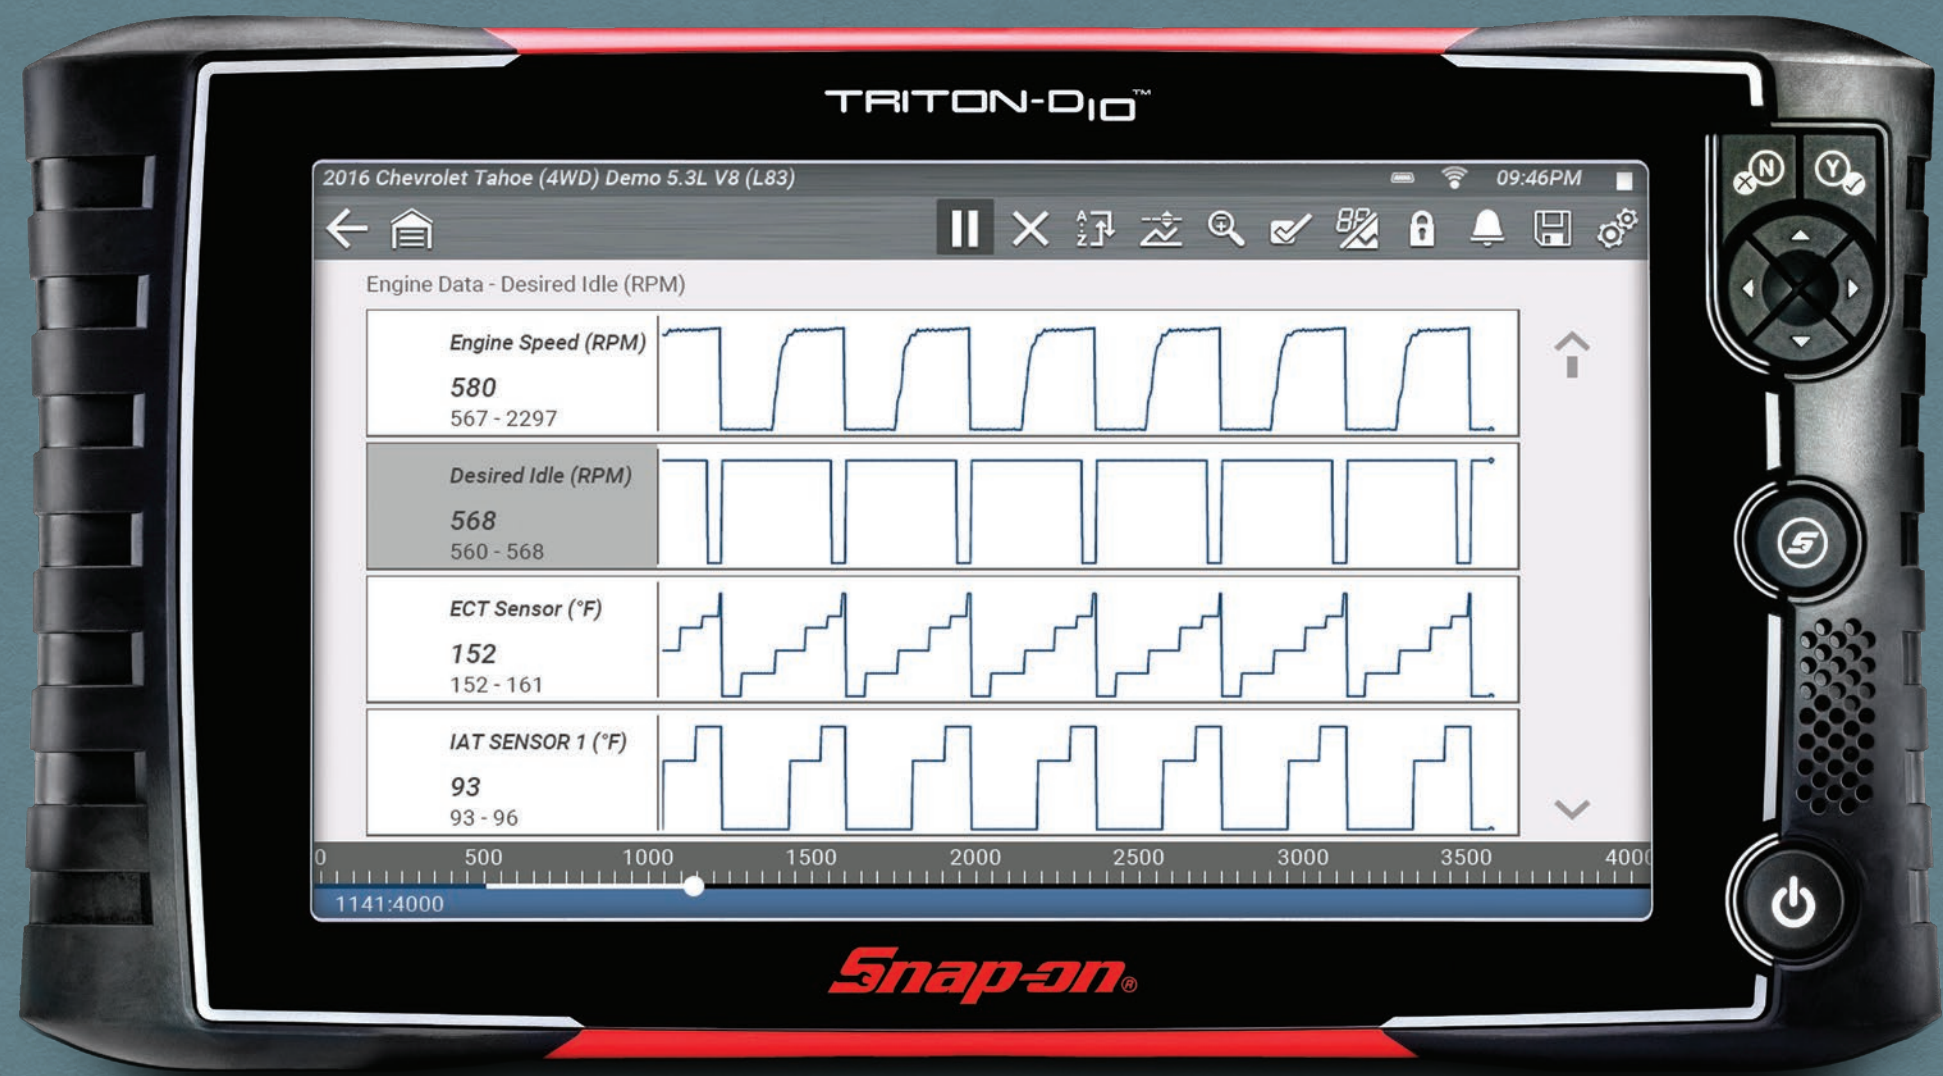 TRITON-D10™
2016 Chevrolet Tahoe (4WD) Demo 5.3L V8 (L83)
09:46PM
A
Z
N
Y
Engine Data - Desired Idle (RPM)
Engine Speed (RPM)
580
567 - 2297
Desired Idle (RPM)
568
560 - 568
ECT Sensor (°F)
152
152 - 161
IAT SENSOR 1 (°F)
93
93 - 96
0 500 1000 1500 2000 2500 3000 3500 4000
1141:4000
S
Snap-on®